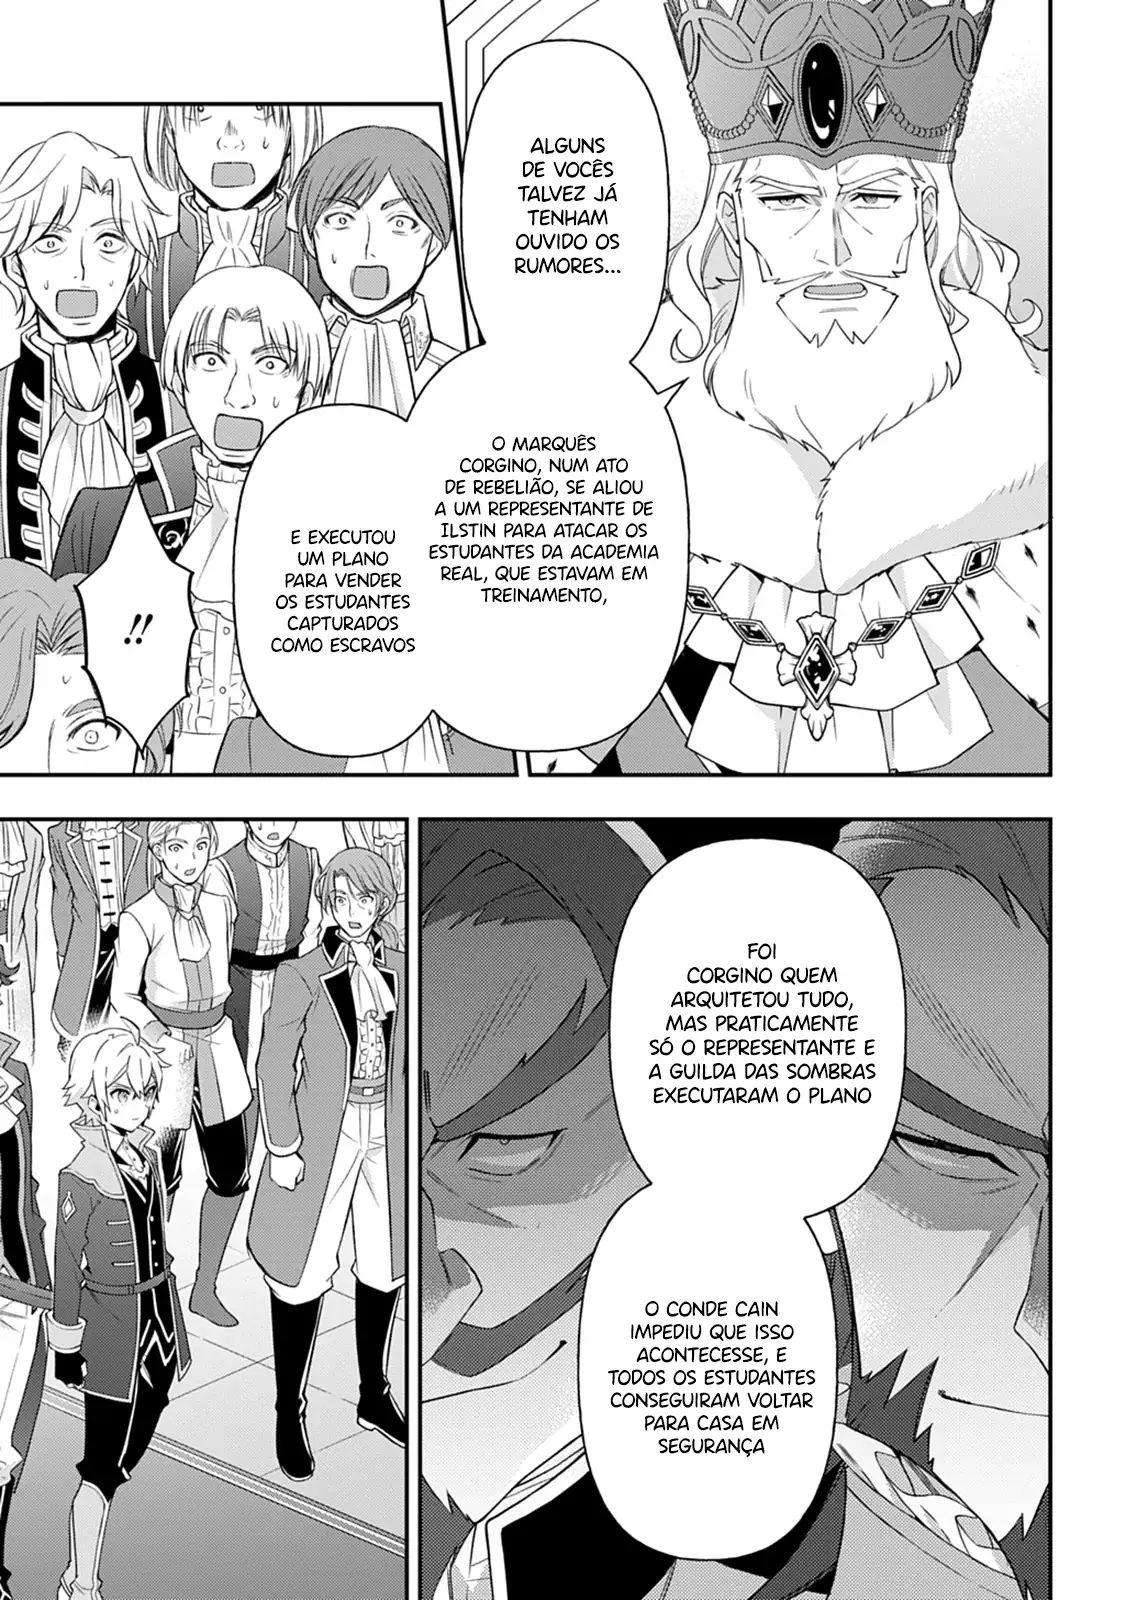 ALGUNS
DE VOCÊS
TALVEZ JÁ
TENHAM
OUVIDO OS
RUMORES...
O MARQUÊS
CORGINO, NUM ATO
DE REBELIÃO, SE ALIOU
A UM REPRESENTANTE DE
ILSTIN PARA ATACAR OS
ESTUDANTES DA ACADEMIA
REAL, QUE ESTAVAM EM
TREINAMENTO,
E EXECUTOU
UM PLANO
PARA VENDER
OS ESTUDANTES
CAPTURADOS
COMO ESCRAVOS
!!
FOI
CORGINO QUEM
ARQUITETOU TUDO,
MAS PRATICAMENTE
SÓ O REPRESENTANTE E
A GUILDA DAS SOMBRAS
EXECUTARAM O PLANO
O CONDE CAIN
IMPEDIU QUE ISSO
ACONTECESSE, E
TODOS OS ESTUDANTES
CONSEGUIRAM VOLTAR
PARA CASA EM
SEGURANÇA